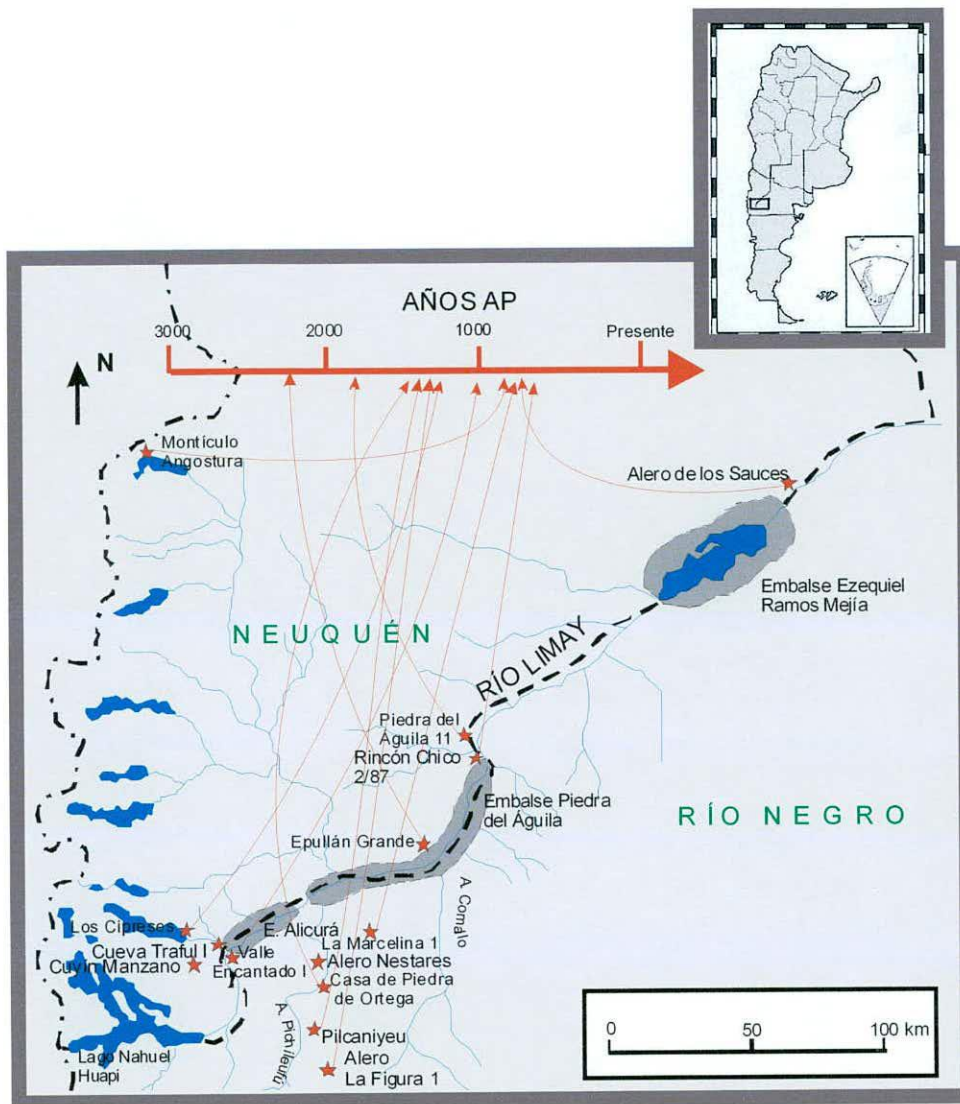 AÑOS AP
3000
2000
1000
Presente
N
Montículo
Angostura
Alero de los Sauces
Embalse Ezequiel
Ramos Mejía
NEUQUÉN
RÍO LIMAY
Piedra del
Águila 11
Rincón Chico
2/87
Embalse Piedra
del Águila
RÍO NEGRO
Epullán Grande
A. Comalo
Los Cipreses
E. Alicurá
Cueva Traful I
Valle
Encantado I
Cuyín Manzano
La Marcelina 1
Alero Nestares
Casa de Piedra
de Ortega
A. Pichileufú
Pilcaniyeu
Alero
La Figura 1
Lago Nahuel
Huapi
0 50 100 km